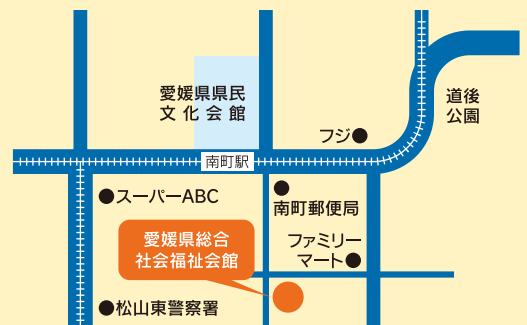 愛媛県県民
文化会館
道後
公園
フジ
南町駅
スーパーABC
南町郵便局
愛媛県総合
社会福祉会館
ファミリー
マート
松山東警察署